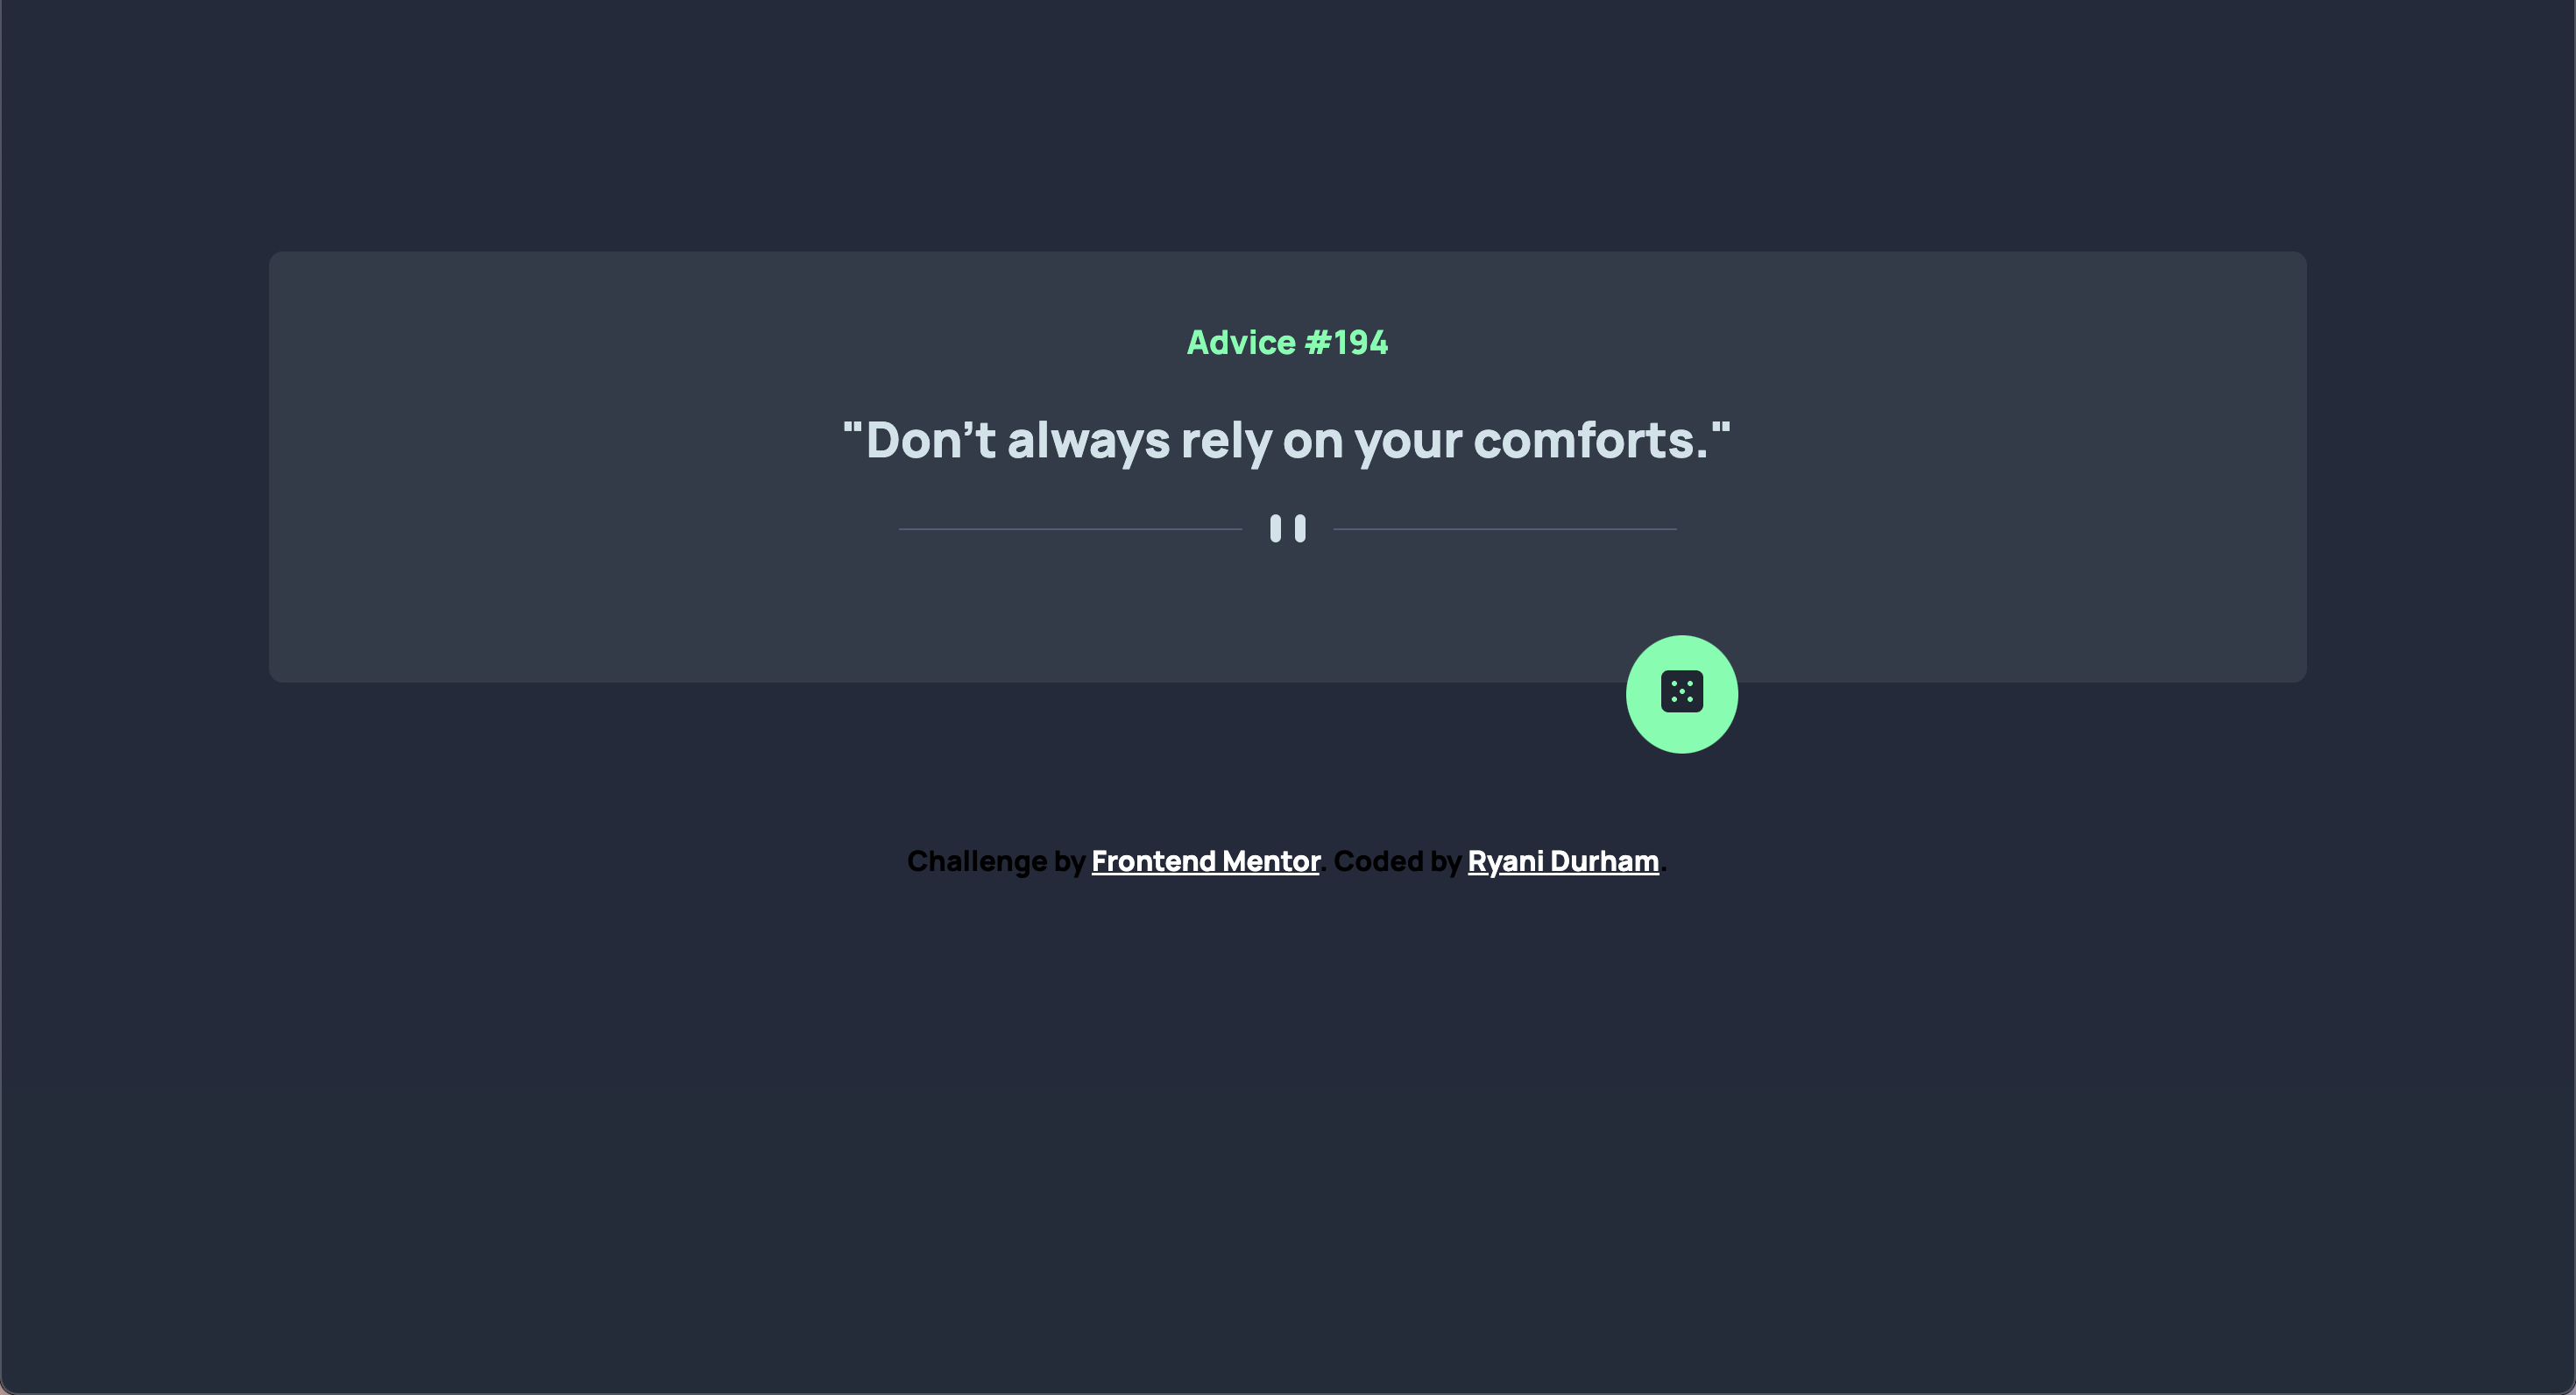 Advice #194
"Don’t always rely on your comforts."
Challenge by Frontend Mentor. Coded by Ryani Durham.